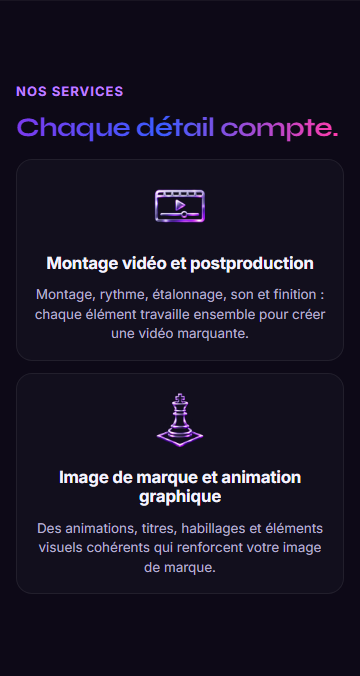 NOS SERVICES
Chaque détail compte.
Montage vidéo et postproduction
Montage, rythme, étalonnage, son et finition :
chaque élément travaille ensemble pour créer
une vidéo marquante.
Image de marque et animation
graphique
Des animations, titres, habillages et éléments
visuels cohérents qui renforcent votre image
de marque.